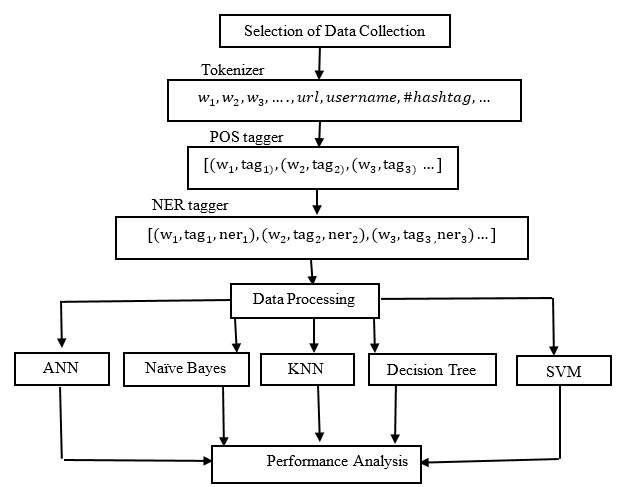 Selection of Data Collection
Tokenizer
w₁, w₂, w₃, …., url, username, #hashtag, …
POS tagger
[(w₁, tag₁₎, (w₂, tag₂₎, (w₃, tag₃₎ …]
NER tagger
[(w₁, tag₁, ner₁), (w₂, tag₂, ner₂), (w₃, tag₃ ,ner₃) …]
Data Processing
ANN
Naïve Bayes
KNN
Decision Tree
SVM
Performance Analysis